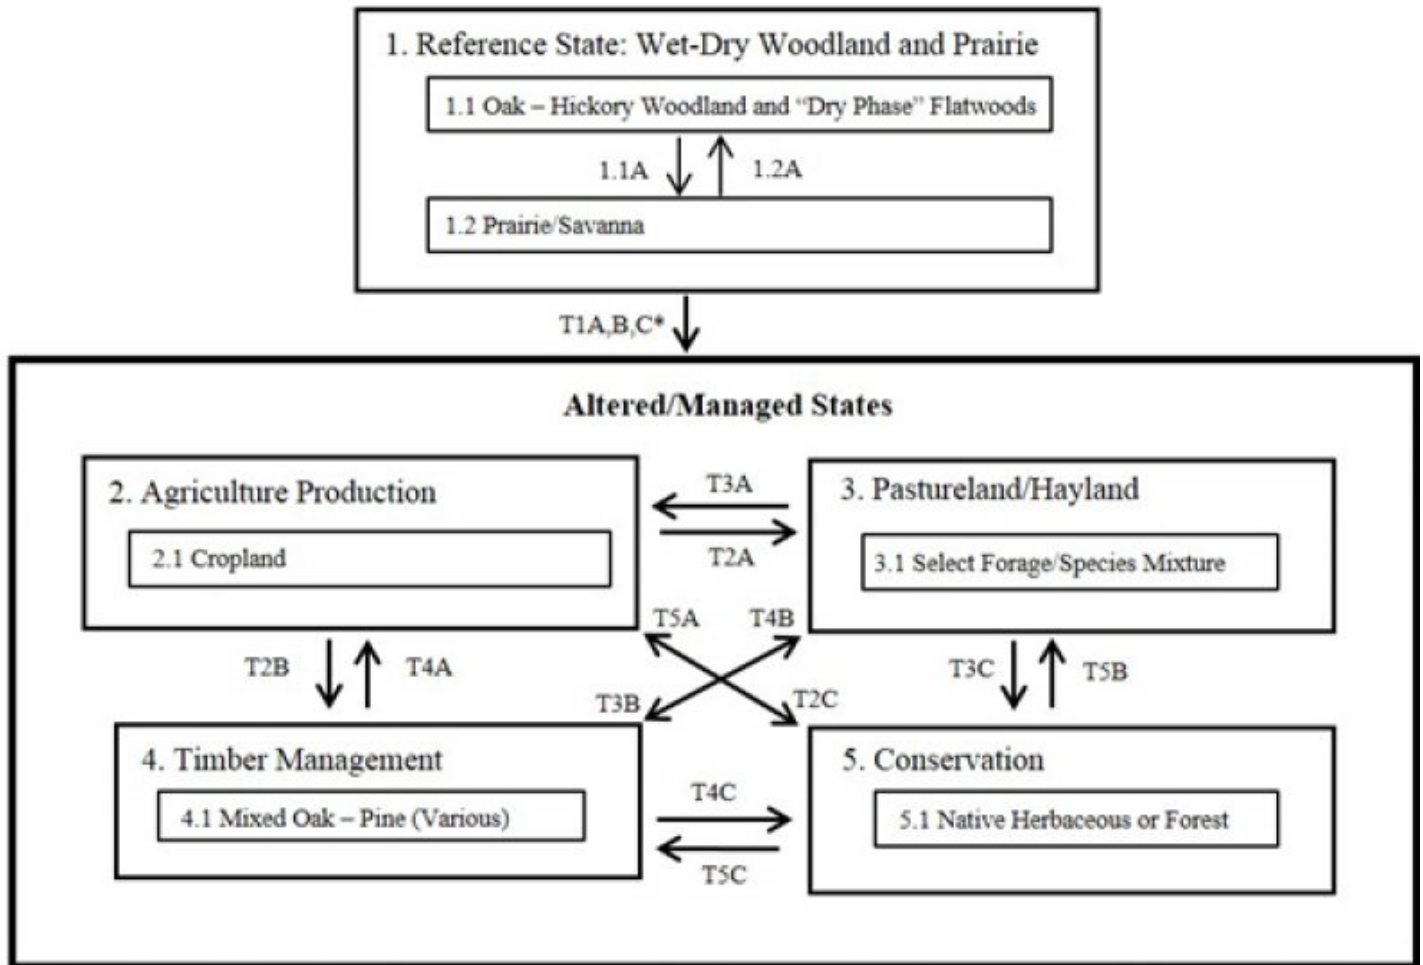 1. Reference State: Wet-Dry Woodland and Prairie
1.1 Oak – Hickory Woodland and “Dry Phase” Flatwoods
1.1A
1.2A
1.2 Prairie/Savanna
T1A,B,C*
Altered/Managed States
2. Agriculture Production
2.1 Cropland
T3A
T2A
3. Pastureland/Hayland
3.1 Select Forage/Species Mixture
T5A
T4B
T2B
T4A
T3B
T2C
T3C
T5B
4. Timber Management
4.1 Mixed Oak – Pine (Various)
T4C
T5C
5. Conservation
5.1 Native Herbaceous or Forest